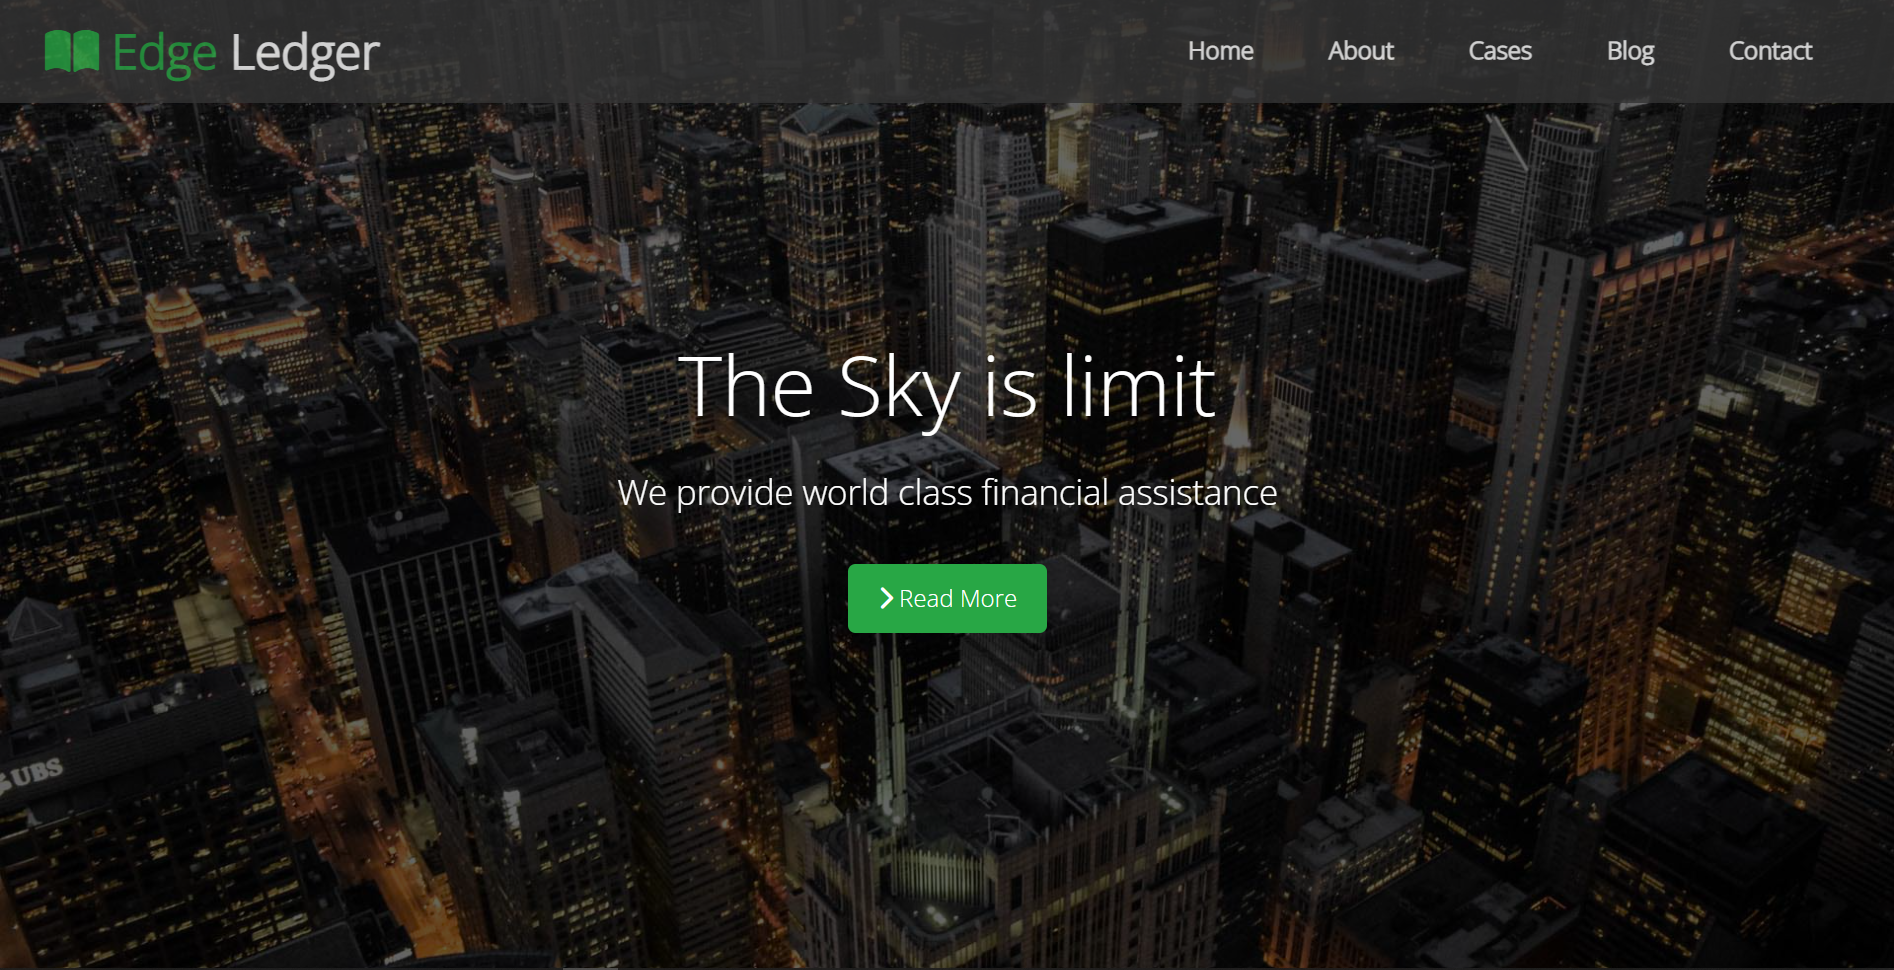 Edge Ledger
Home
About
Cases
Blog
Contact
The Sky is limit
We provide world class financial assistance
Read More
UBS